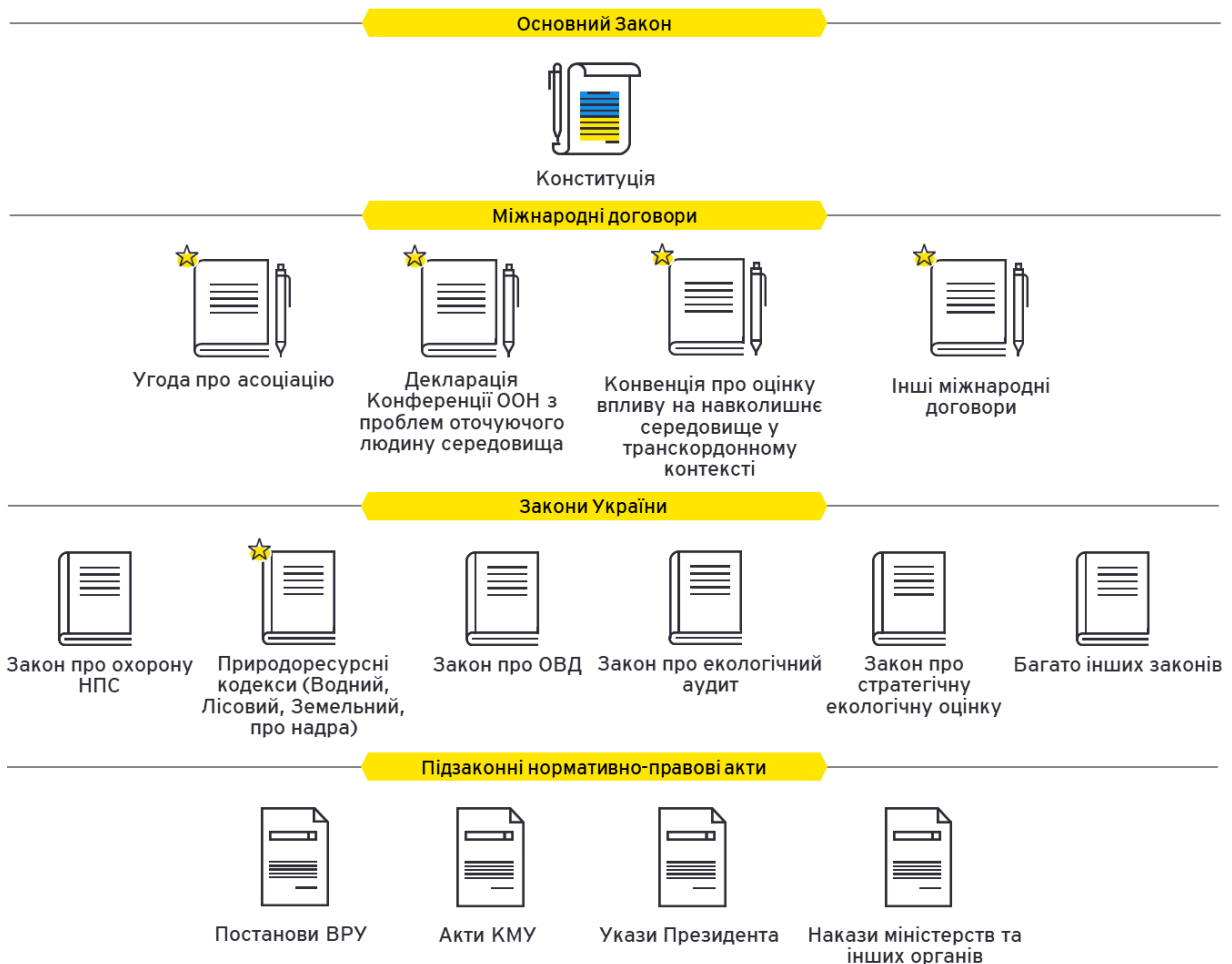 Основний Закон
Конституція
Міжнародні договори
Угода про асоціацію
Декларація
Конференції ООН з
проблем оточуючого
людину середовища
Конвенція про оцінку
впливу на навколишнє
середовище у
транскордонному
контексті
Інші міжнародні
договори
Закони України
Закон про охорону
НПС
Природоресурсні
кодекси (Водний,
Лісовий, Земельний,
про надра)
Закон про ОВД
Закон про екологічний
аудит
Закон про
стратегічну
екологічну оцінку
Багато інших законів
Підзаконні нормативно-правові акти
Постанови ВРУ
Акти КМУ
Укази Президента
Накази міністерств та
інших органів